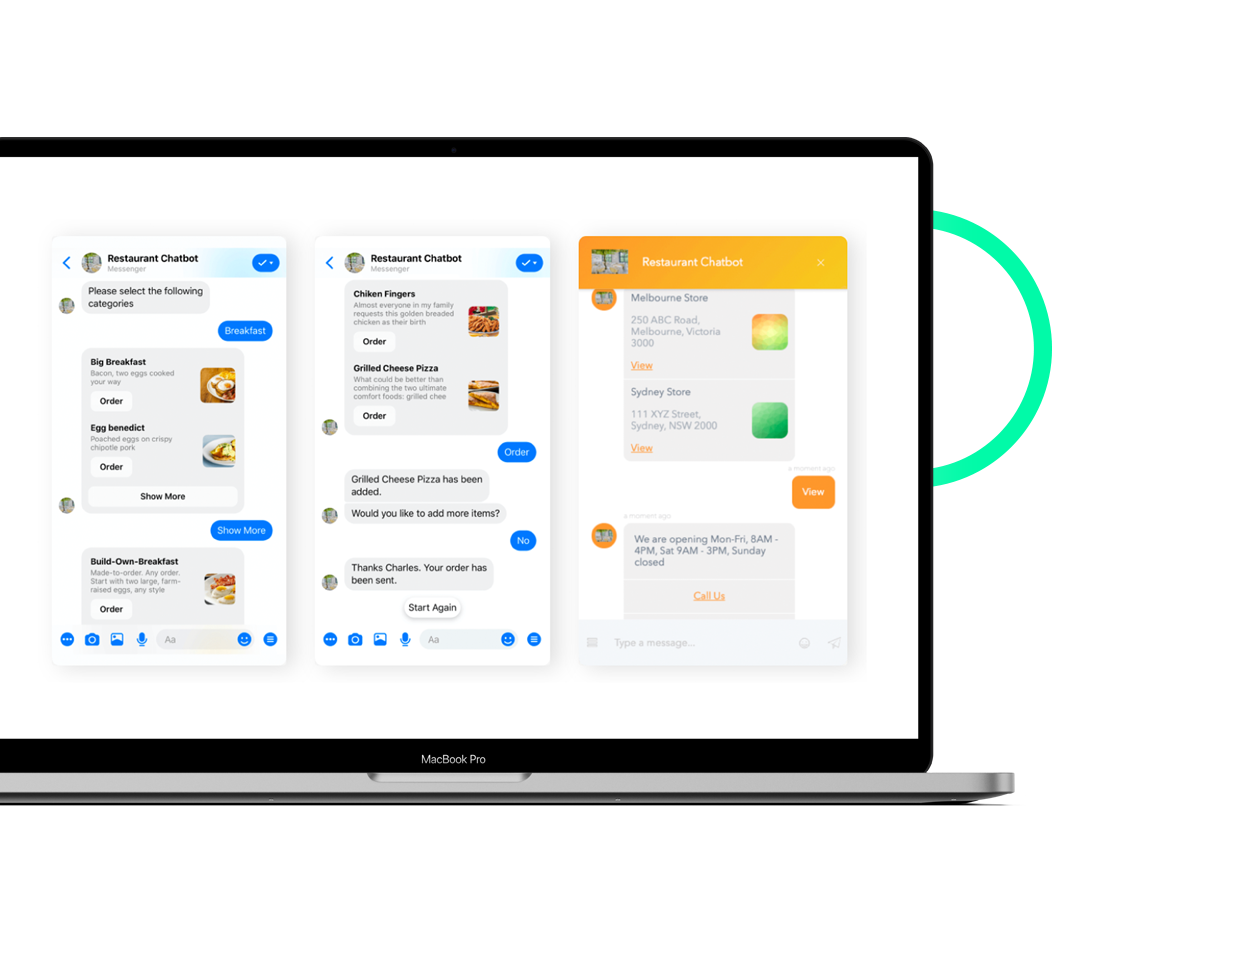 Restaurant Chatbot
Messenger
Please select the following
categories
Breakfast
Big Breakfast
Bacon, two eggs cooked
your way
Order
Egg benedict
Poached eggs on crispy
chipotle pork
Order
Show More
Show More
Build-Own-Breakfast
Made-to-order. Any order.
Start with two large, farm-
raised eggs, any style
Order
Aa
Restaurant Chatbot
Messenger
Chiken Fingers
Almost everyone in my family
requests this golden breaded
chicken as their birth
Order
Grilled Cheese Pizza
What could be better than
combining the two ultimate
comfort foods: grilled chee
Order
Order
Grilled Cheese Pizza has been
added.
Would you like to add more items?
No
Thanks Charles. Your order has
been sent.
Start Again
Aa
Restaurant Chatbot
Melbourne Store
250 ABC Road,
Melbourne, Victoria
3000
View
Sydney Store
111 XYZ Street,
Sydney, NSW 2000
View
a moment ago
View
a moment ago
We are opening Mon-Fri, 8AM -
4PM, Sat 9AM - 3PM, Sunday
closed
Call Us
Type a message...
MacBook Pro